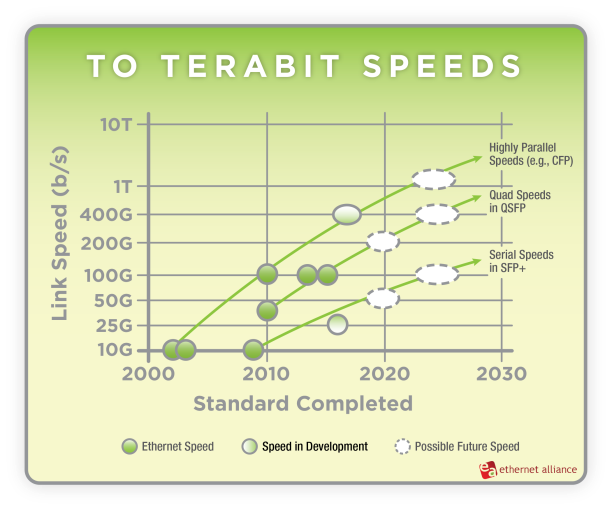 TO TERABIT SPEEDS
Link Speed (b/s)
10T
1T
400G
200G
100G
50G
25G
10G
2000
2010
2020
2030
Standard Completed
Highly Parallel
Speeds (e.g., CFP)
Quad Speeds
in QSFP
Serial Speeds
in SFP+
Ethernet Speed
Speed in Development
Possible Future Speed
ea
ethernet alliance